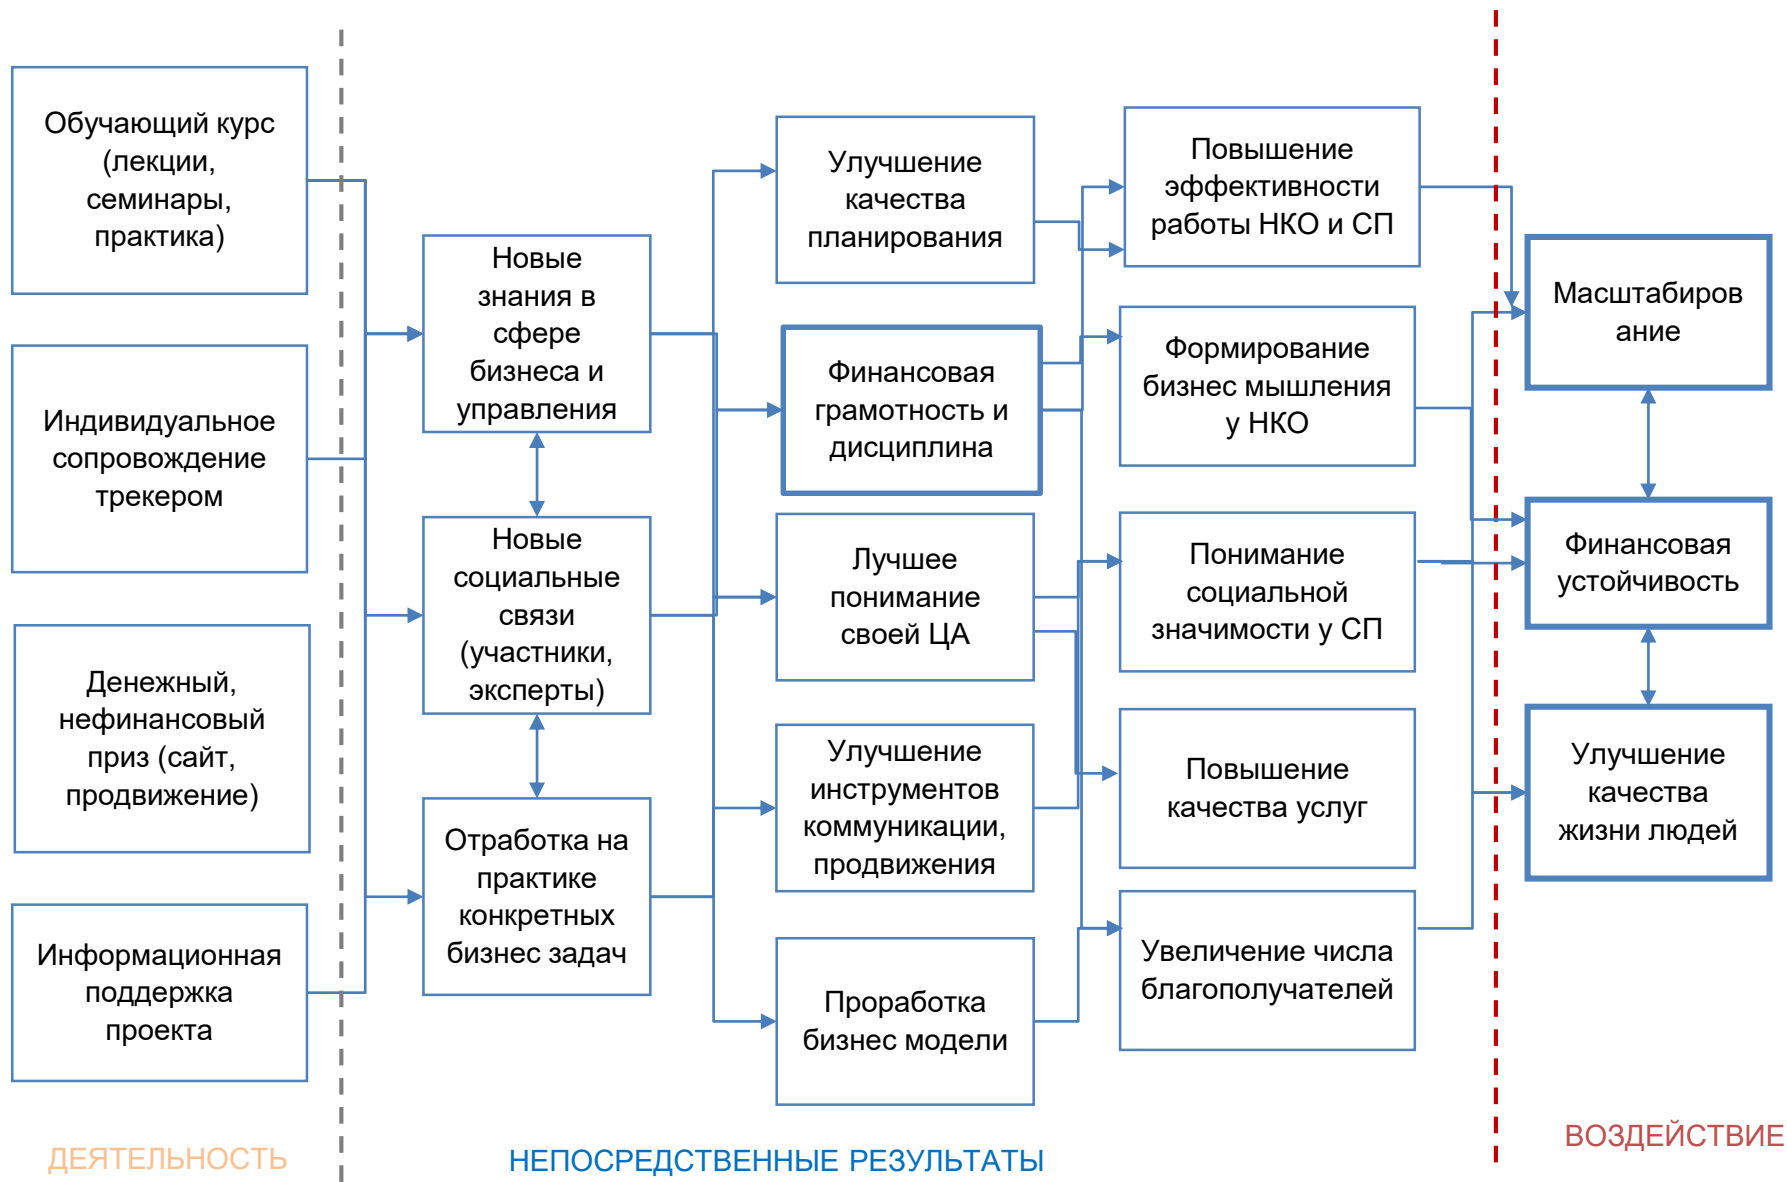 Обучающий курс
(лекции,
семинары,
практика)
Индивидуальное
сопровождение
трекером
Денежный,
нефинансовый
приз (сайт,
продвижение)
Информационная
поддержка
проекта
Новые
знания в
сфере
бизнеса и
управления
Новые
социальные
связи
(участники,
эксперты)
Отработка на
практике
конкретных
бизнес задач
Улучшение
качества
планирования
Финансовая
грамотность и
дисциплина
Лучшее
понимание
своей ЦА
Улучшение
инструментов
коммуникации,
продвижения
Проработка
бизнес модели
Повышение
эффективности
работы НКО и СП
Формирование
бизнес мышления
у НКО
Понимание
социальной
значимости у СП
Повышение
качества услуг
Увеличение числа
благополучателей
Масштабиров
ание
Финансовая
устойчивость
Улучшение
качества
жизни людей
ДЕЯТЕЛЬНОСТЬ
НЕПОСРЕДСТВЕННЫЕ РЕЗУЛЬТАТЫ
ВОЗДЕЙСТВИЕ